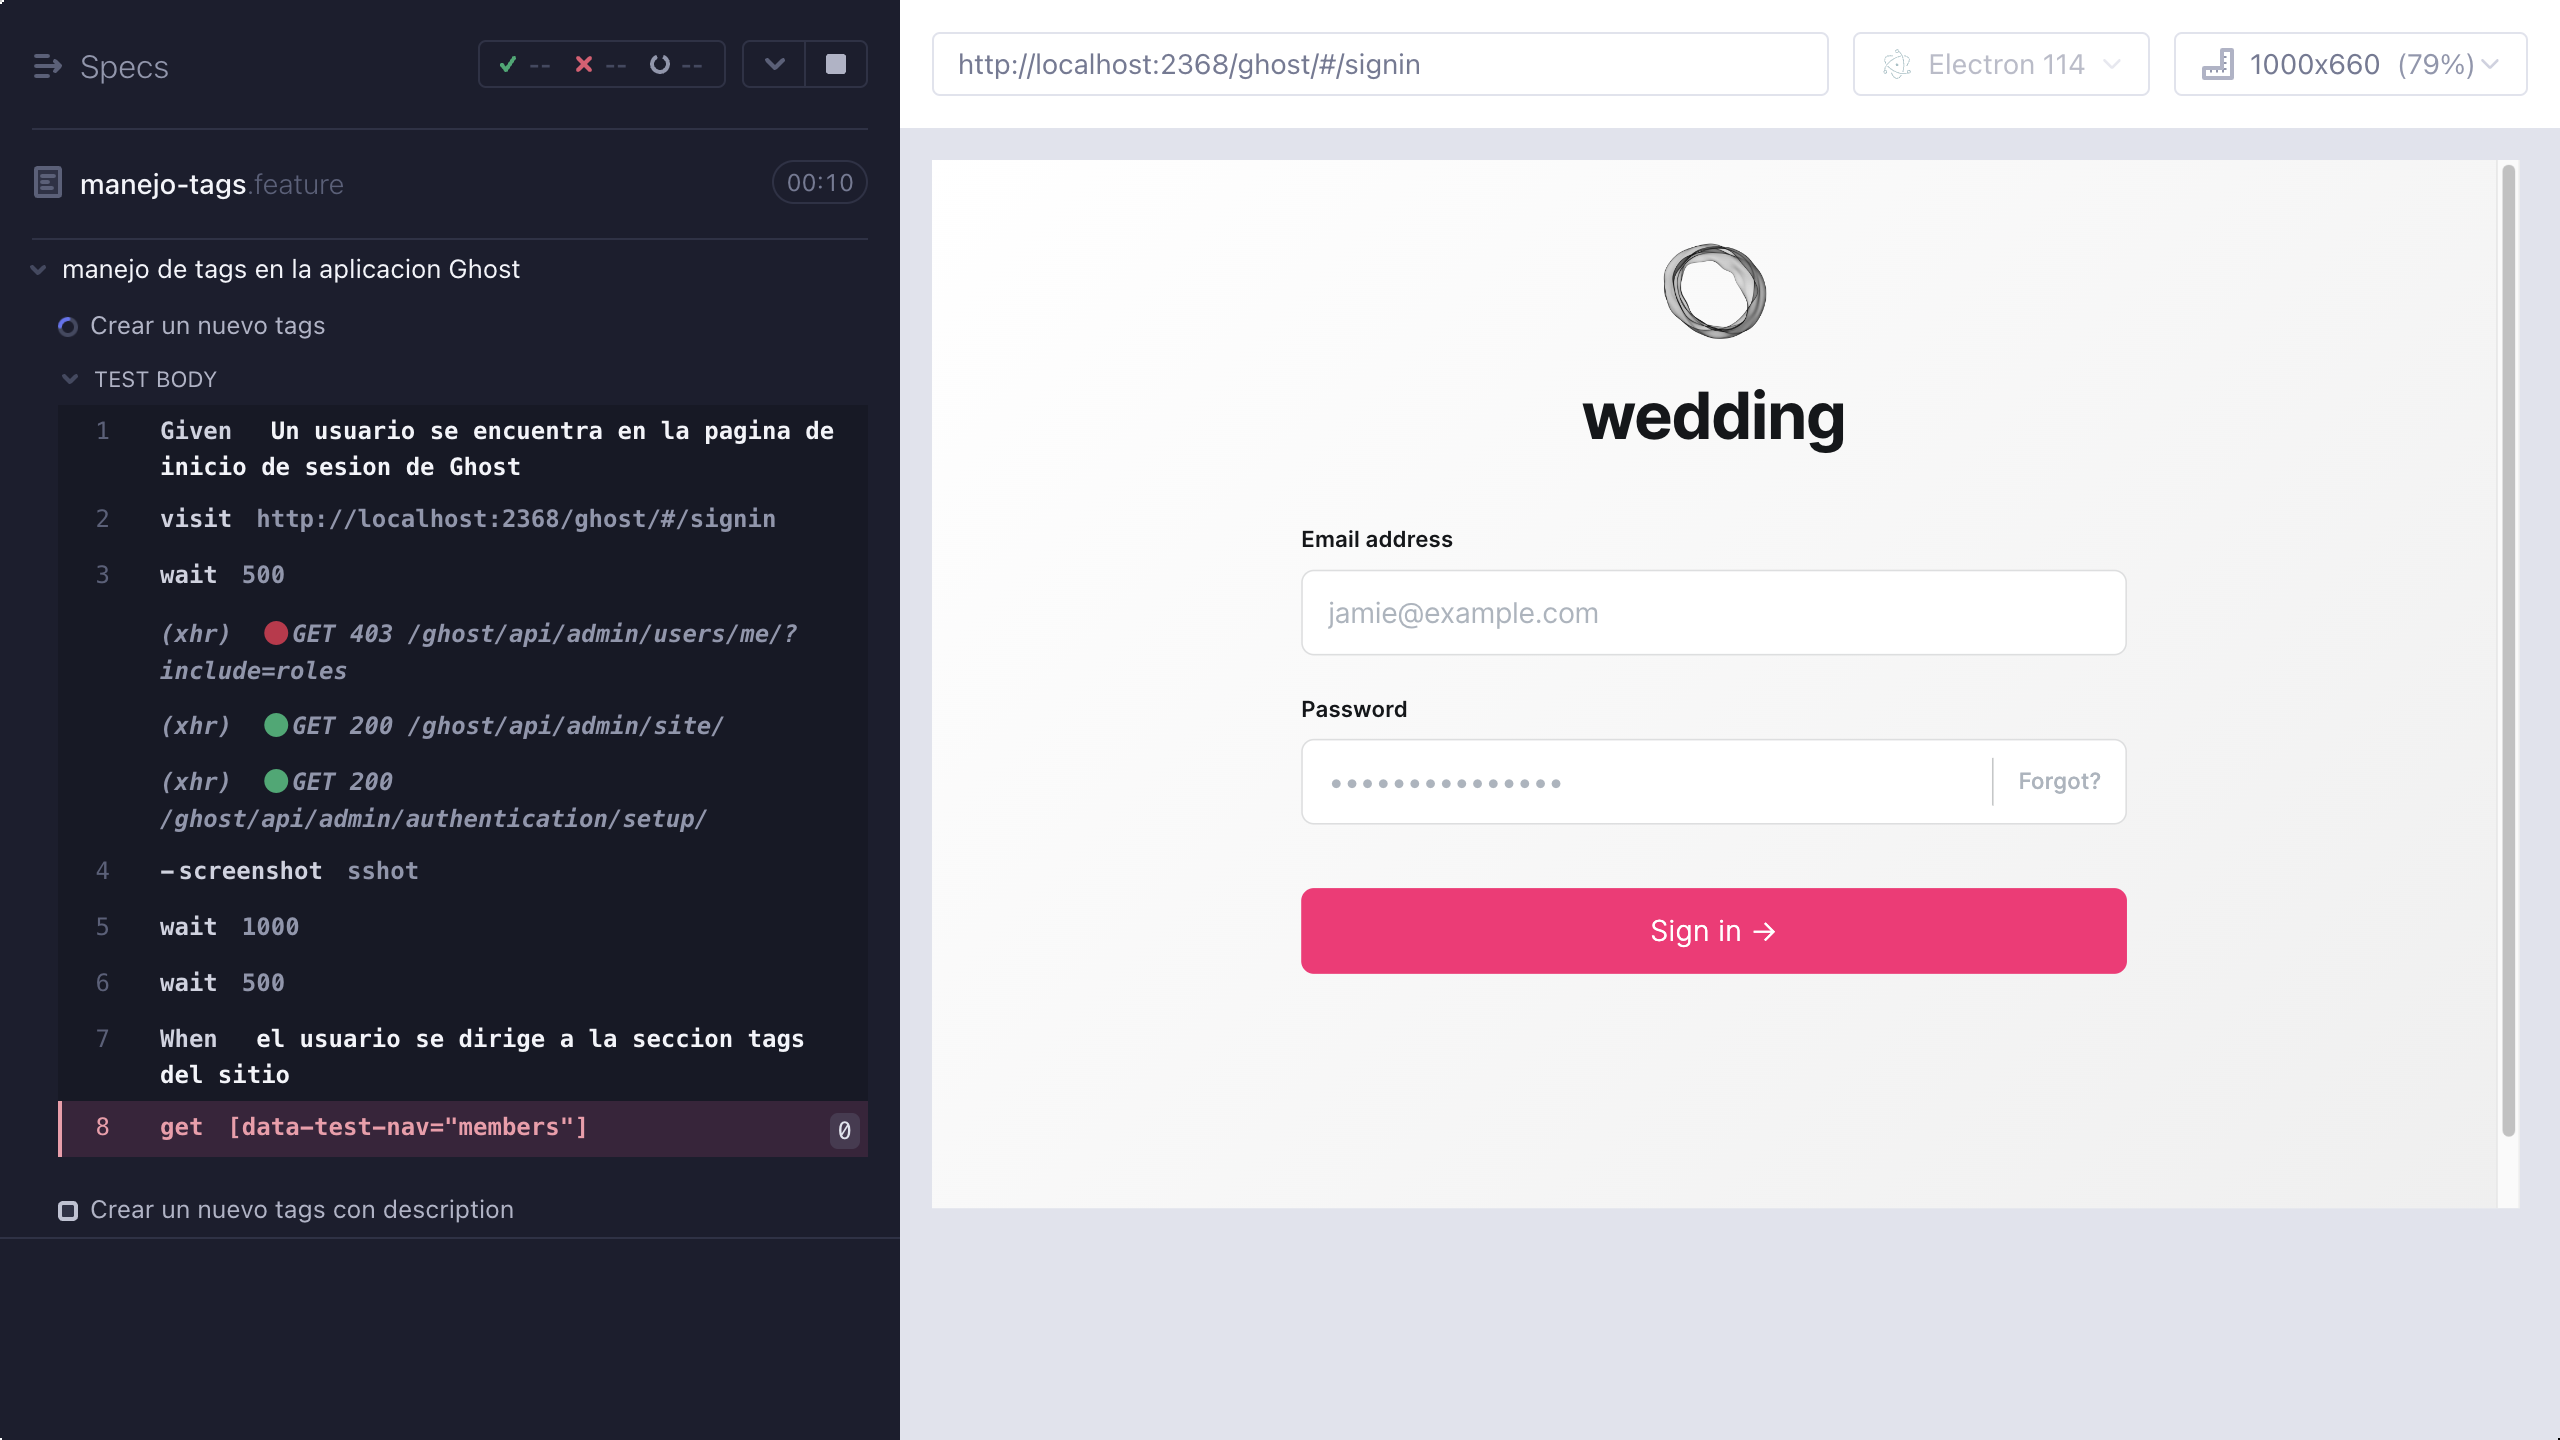 Specs
-- -- --
manejo-tags.feature 00:10
manejo de tags en la aplicacion Ghost
Crear un nuevo tags
TEST BODY
1 Given Un usuario se encuentra en la pagina de
inicio de sesion de Ghost
2 visit http://localhost:2368/ghost/#/signin
3 wait 500
(xhr) GET 403 /ghost/api/admin/users/me/?
include=roles
(xhr) GET 200 /ghost/api/admin/site/
(xhr) GET 200
/ghost/api/admin/authentication/setup/
4 -screenshot sshot
5 wait 1000
6 wait 500
7 When el usuario se dirige a la seccion tags
del sitio
8 get [data-test-nav="members"] 0
Crear un nuevo tags con description
http://localhost:2368/ghost/#/signin
Electron 114
1000x660 (79%)
wedding
Email address
jamie@example.com
Password
•••••••••••••••
Forgot?
Sign in →